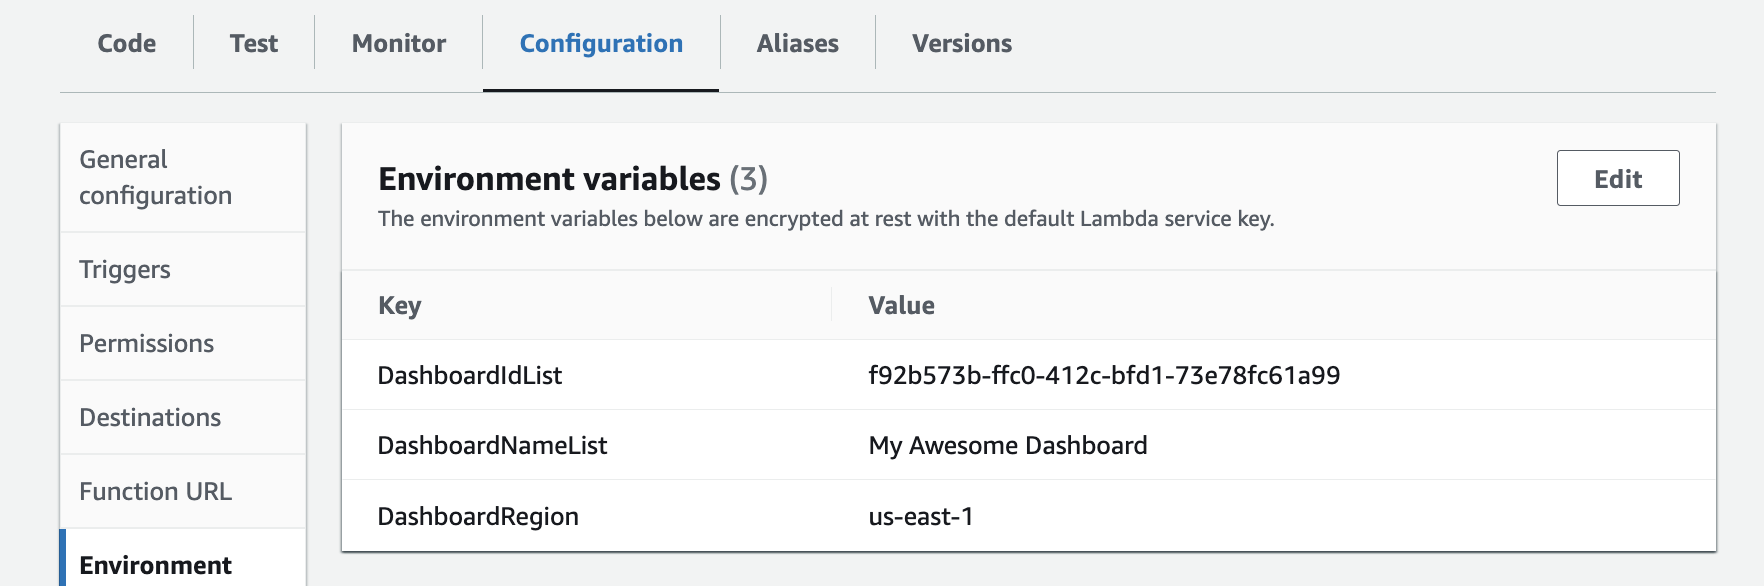 Code
Test
Monitor
Configuration
Aliases
Versions
General
configuration
Triggers
Permissions
Destinations
Function URL
Environment
Environment variables (3)
Edit
The environment variables below are encrypted at rest with the default Lambda service key.
Key
Value
DashboardIdList
f92b573b-ffc0-412c-bfd1-73e78fc61a99
DashboardNameList
My Awesome Dashboard
DashboardRegion
us-east-1